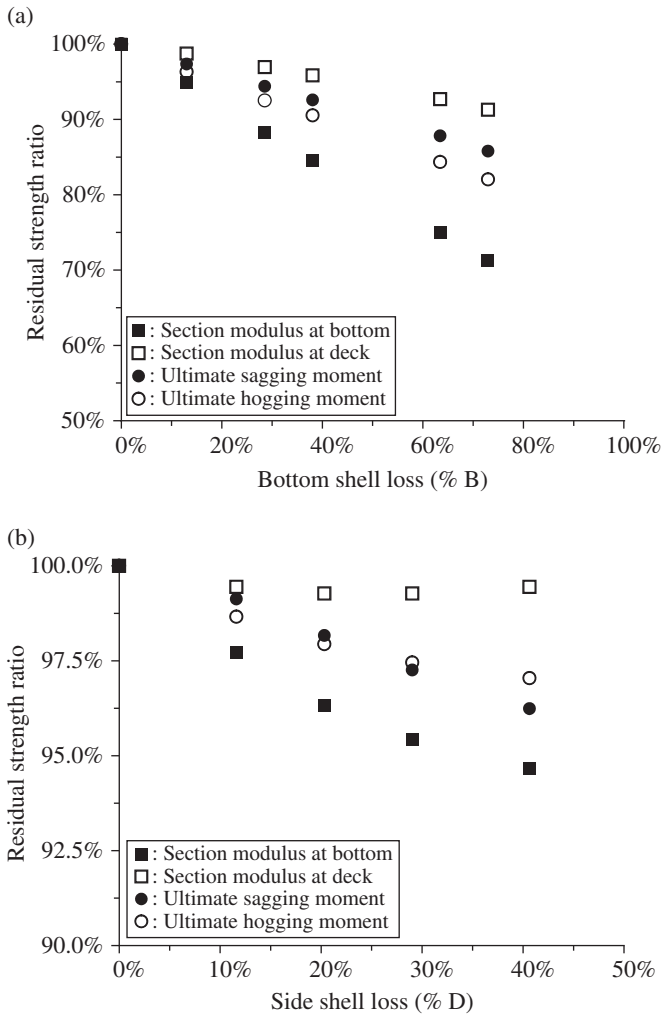 (a)
100%
90%
80%
70%
60%
50%
Residual strength ratio
■ : Section modulus at bottom
□ : Section modulus at deck
● : Ultimate sagging moment
○ : Ultimate hogging moment
0% 20% 40% 60% 80% 100%
Bottom shell loss (% B)
(b)
100.0%
97.5%
95.0%
92.5%
90.0%
Residual strength ratio
■ : Section modulus at bottom
□ : Section modulus at deck
● : Ultimate sagging moment
○ : Ultimate hogging moment
0% 10% 20% 30% 40% 50%
Side shell loss (% D)